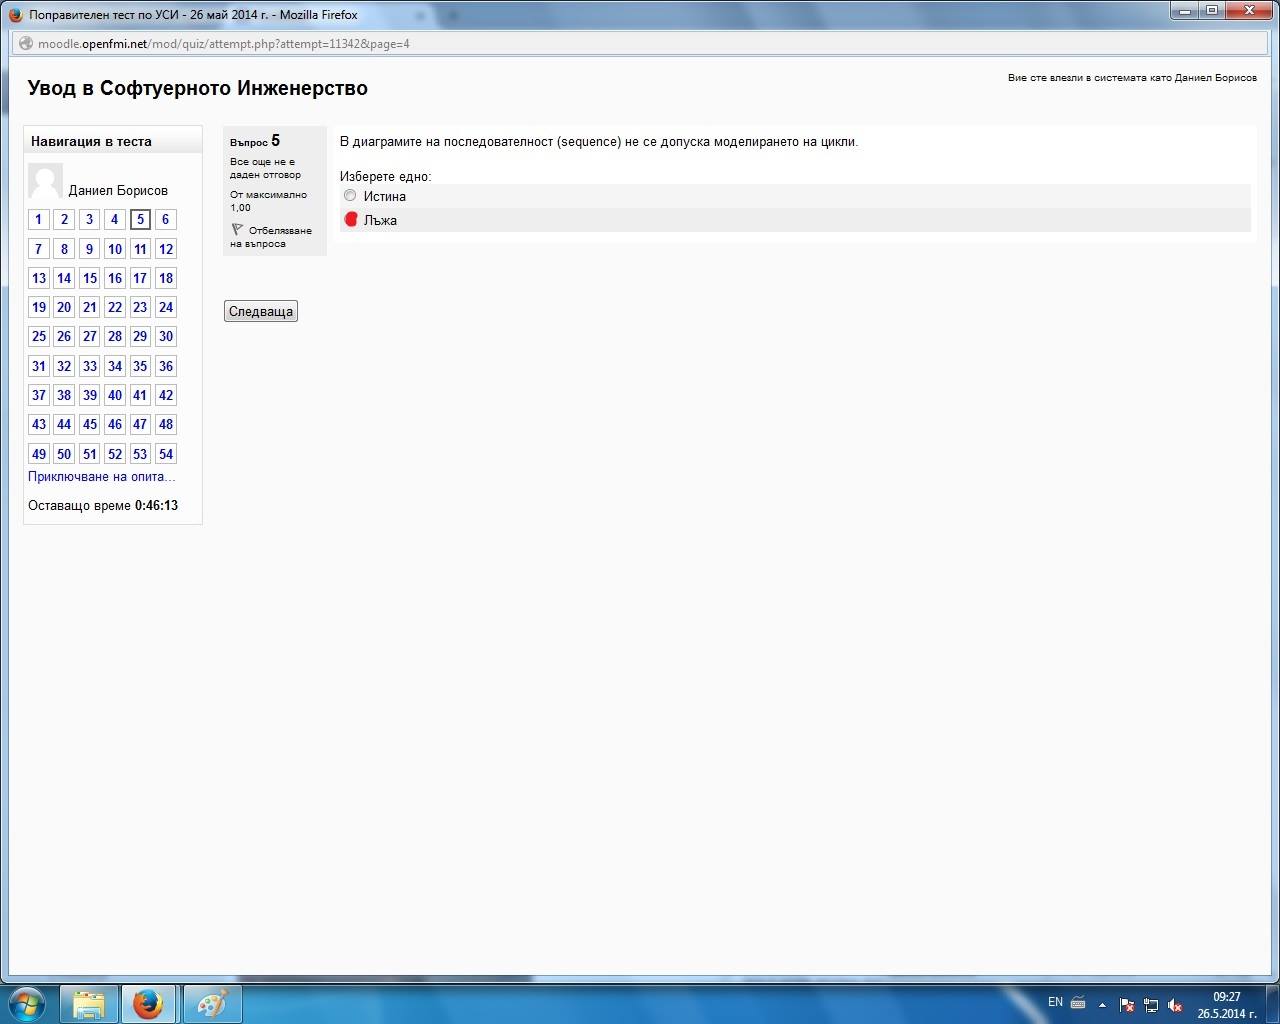 Поправителен тест по УСИ - 26 май 2014 г. - Mozilla Firefox
moodle.openfmi.net/mod/quiz/attempt.php?attempt=11342&page=4
Вие сте влезли в системата като Даниел Борисов
Увод в Софтуерното Инженерство
Навигация в теста
Даниел Борисов
1 2 3 4 5 6
7 8 9 10 11 12
13 14 15 16 17 18
19 20 21 22 23 24
25 26 27 28 29 30
31 32 33 34 35 36
37 38 39 40 41 42
43 44 45 46 47 48
49 50 51 52 53 54
Приключване на опита...
Оставащо време 0:46:13
Въпрос 5
Все още не е
даден отговор
От максимално
1,00
Отбелязване
на въпроса
В диаграмите на последователност (sequence) не се допуска моделирането на цикли.
Изберете едно:
Истина
Лъжа
Следваща
EN
09:27
26.5.2014 г.